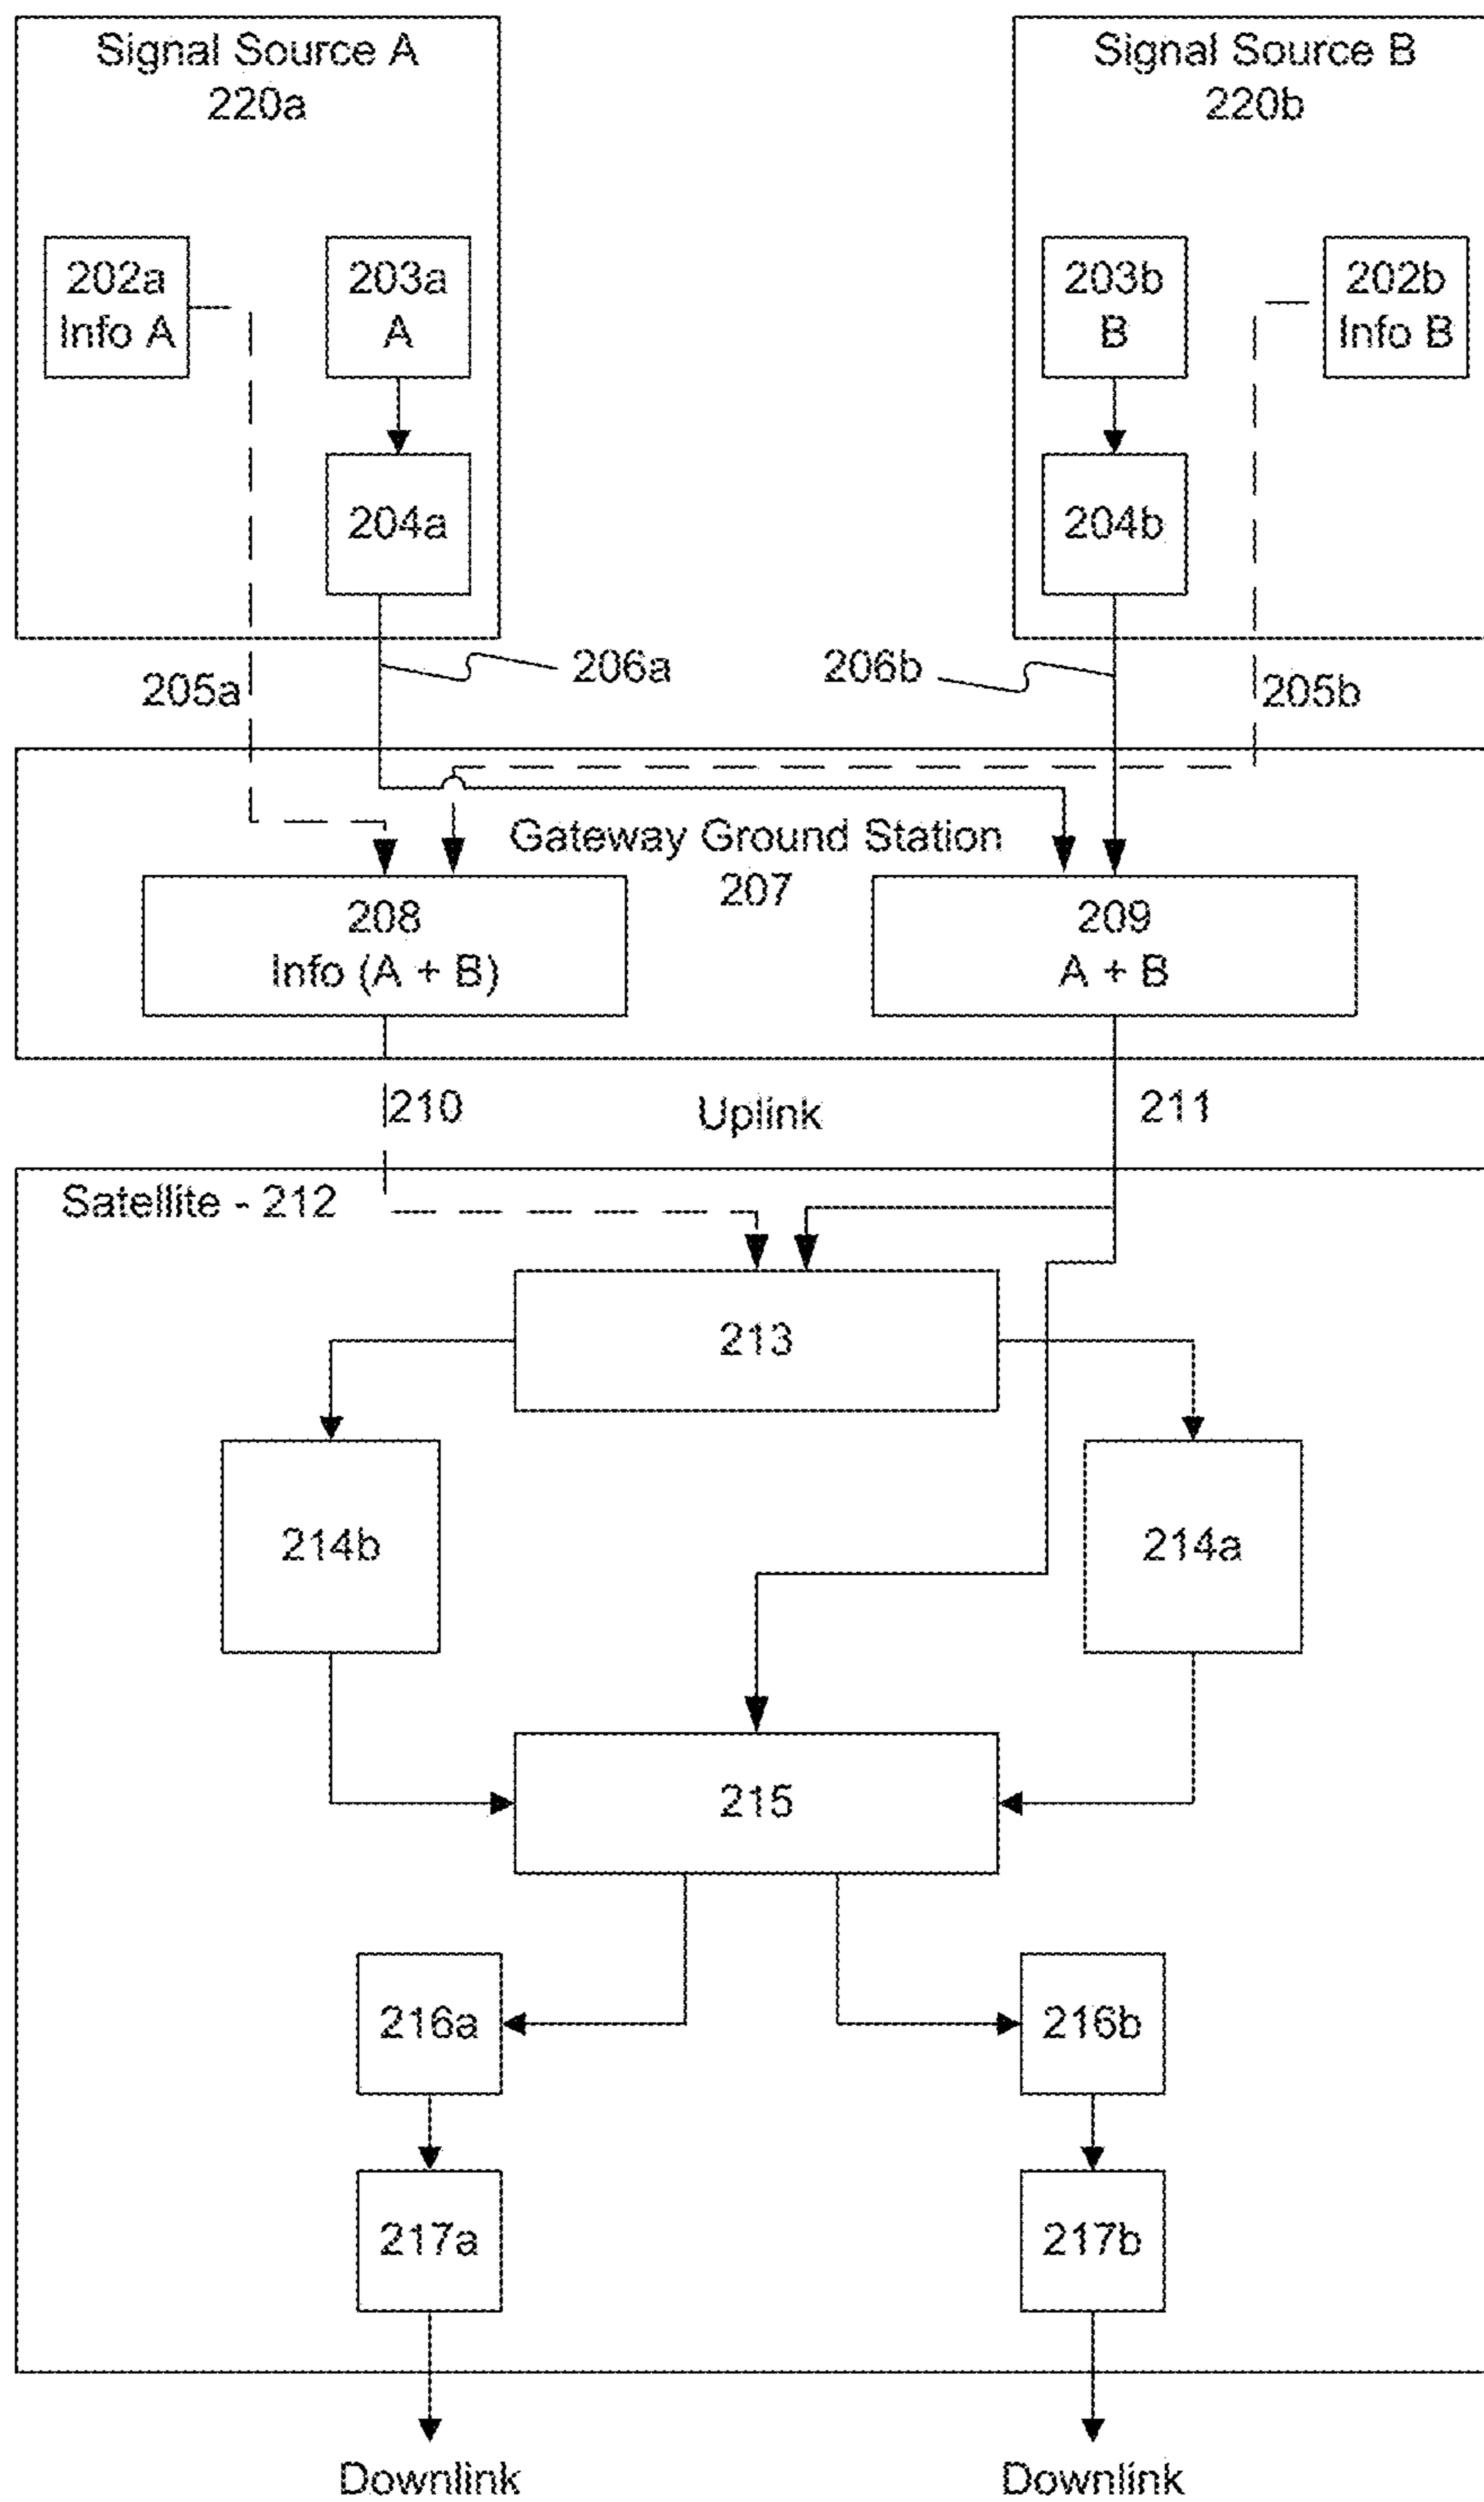 Signal Source A
220a
Signal Source B
220b
202a
Info A
203a
A
203b
B
202b
Info B
204a
204b
206a
206b
205a
205b
Gateway Ground Station
207
208
Info (A + B)
209
A + B
210
Uplink
211
Satellite - 212
213
214b
214a
215
216a
216b
217a
217b
Downlink
Downlink